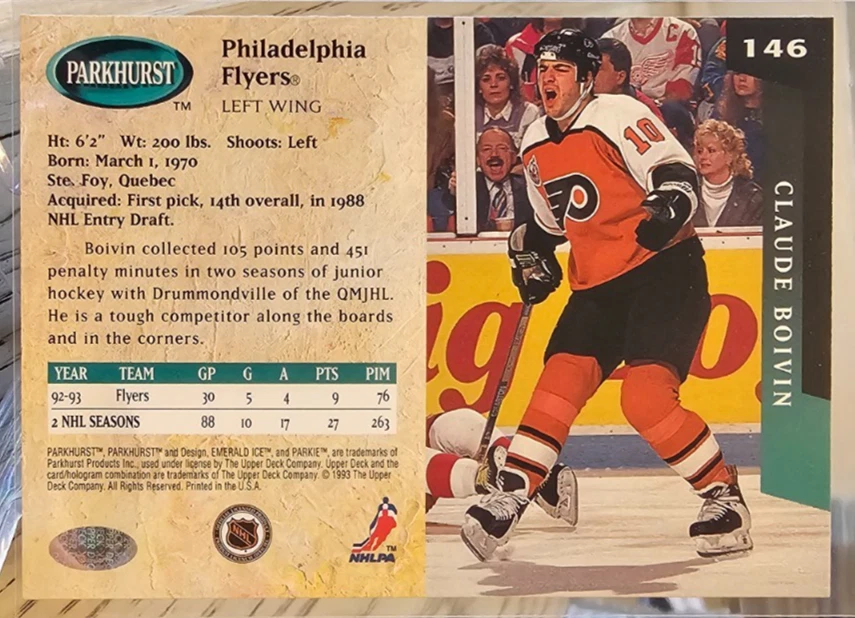 PARKHURST
TM
Philadelphia
Flyers®
LEFT WING
Ht: 6'2" Wt: 200 lbs. Shoots: Left
Born: March 1, 1970
Ste. Foy, Quebec
Acquired: First pick, 14th overall, in 1988
NHL Entry Draft.
Boivin collected 105 points and 451
penalty minutes in two seasons of junior
hockey with Drummondville of the QMJHL.
He is a tough competitor along the boards
and in the corners.
YEAR TEAM GP G A PTS PIM
92-93 Flyers 30 5 4 9 76
2 NHL SEASONS 88 10 17 27 263
PARKHURST™, PARKHURST™ and Design, EMERALD ICE™, and PARKIE™, are trademarks of
Parkhurst Products Inc., used under license by The Upper Deck Company. Upper Deck and the
card/hologram combination are trademarks of The Upper Deck Company. © 1993 The Upper
Deck Company. All Rights Reserved. Printed in the U.S.A.
NHL
NHLPA
TM
146
CLAUDE BOIVIN
10
P
C
ig
o